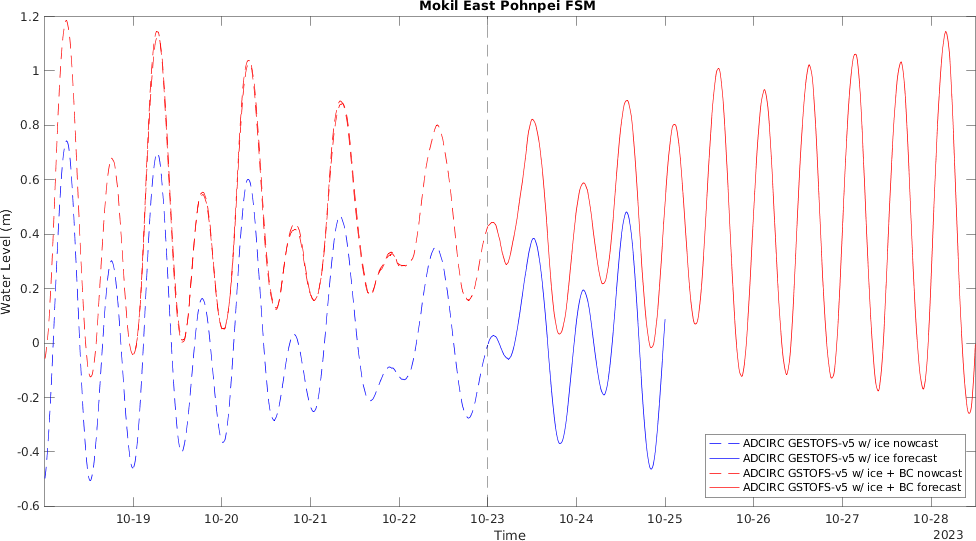 Mokil East Pohnpei FSM
1.2
1
0.8
0.6
0.4
0.2
0
-0.2
-0.4
-0.6
Water Level (m)
ADCIRC GESTOFS-v5 w/ ice nowcast
ADCIRC GESTOFS-v5 w/ ice forecast
ADCIRC GSTOFS-v5 w/ ice + BC nowcast
ADCIRC GSTOFS-v5 w/ ice + BC forecast
10-19 10-20 10-21 10-22 10-23 10-24 10-25 10-26 10-27 10-28
Time
2023